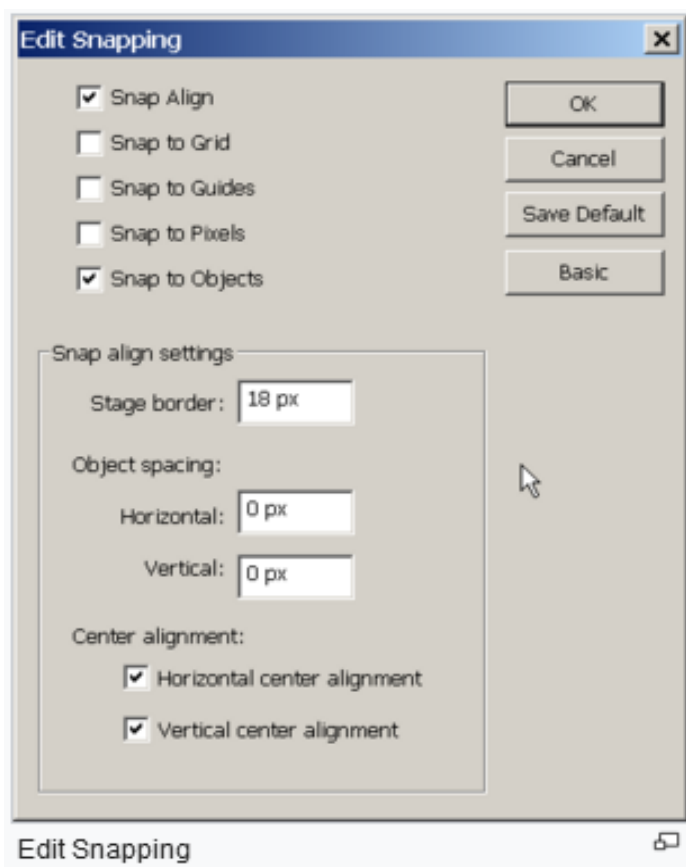 Edit Snapping
Snap Align
Snap to Grid
Snap to Guides
Snap to Pixels
Snap to Objects
OK
Cancel
Save Default
Basic
Snap align settings
Stage border: 18 px
Object spacing:
Horizontal: 0 px
Vertical: 0 px
Center alignment:
Horizontal center alignment
Vertical center alignment
Edit Snapping